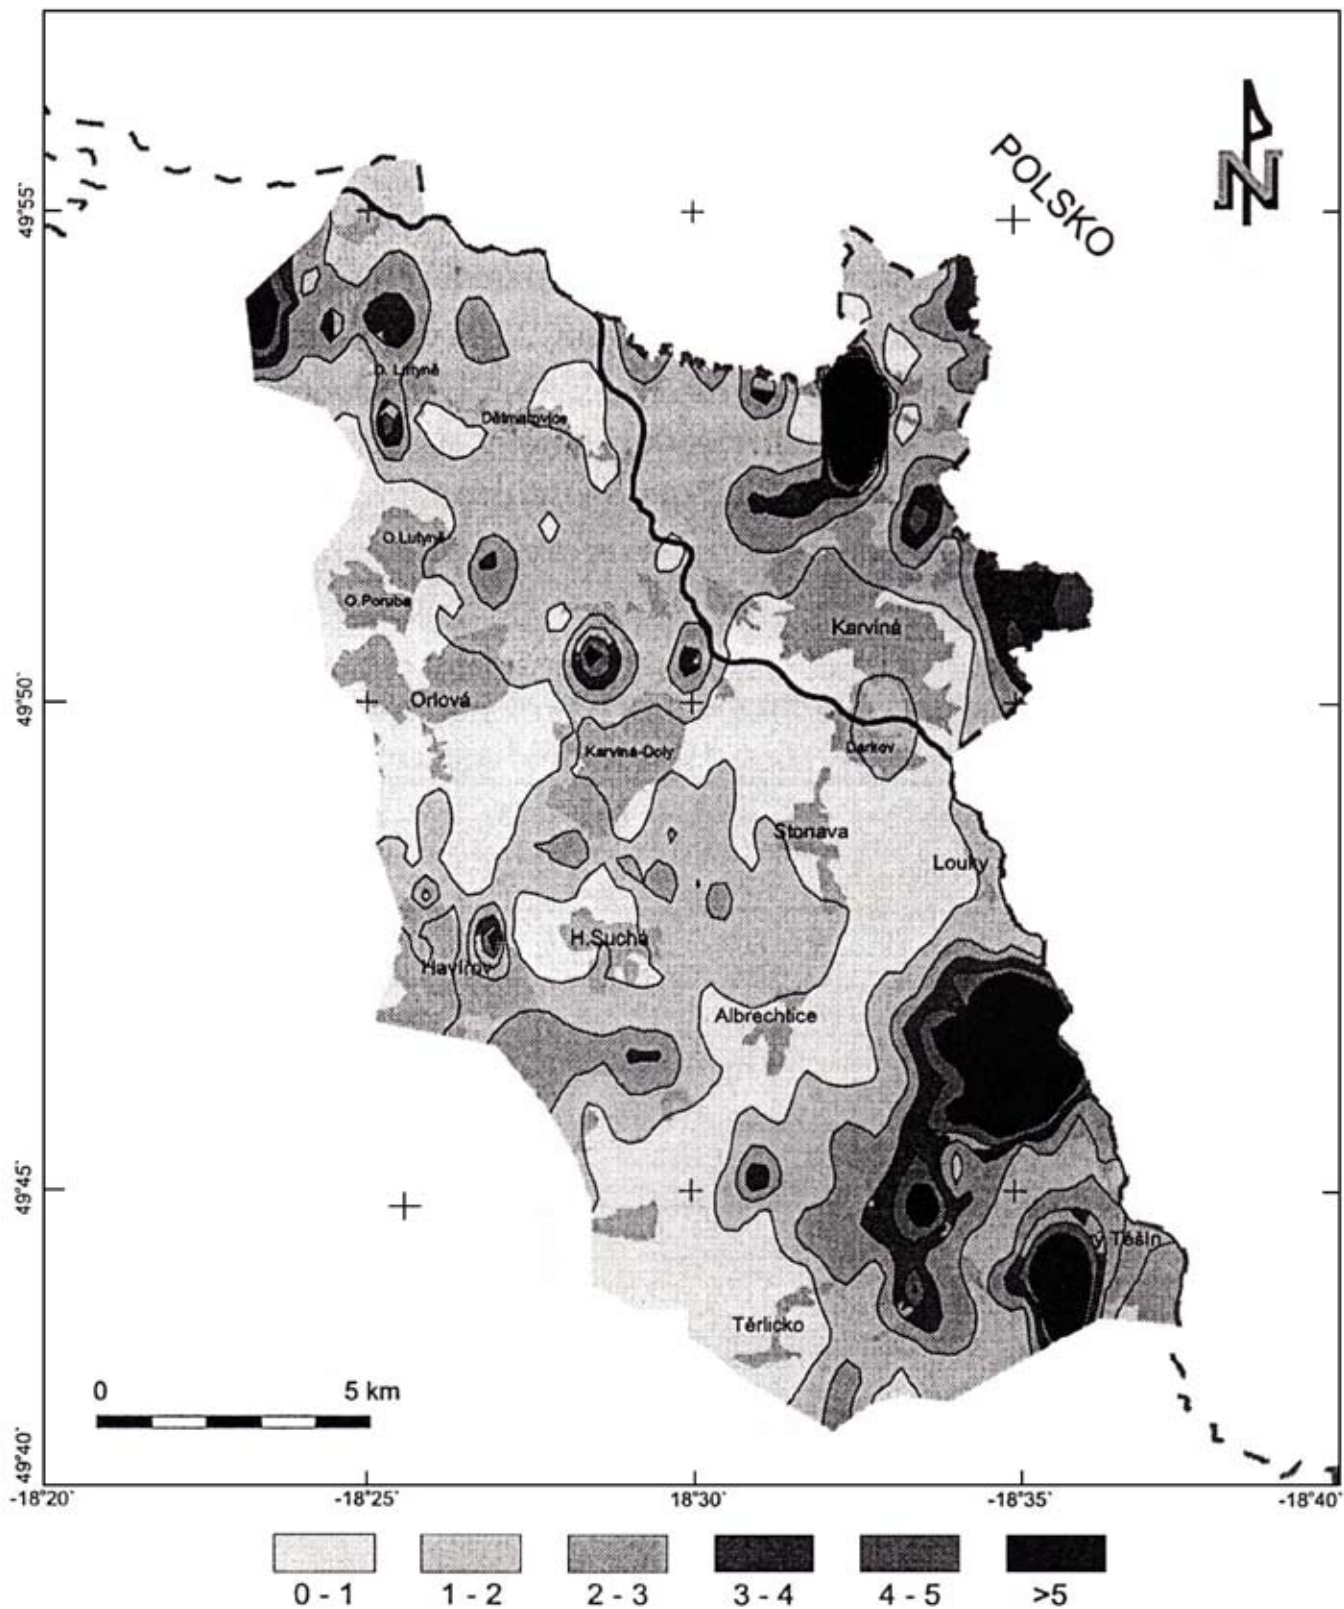 POLSKO
N
49°55'
D. Lutyně
Dětmarovice
O.Lutyně
O.Poruba
Karviná
49°50'
Orlová
Karviná-Doly
Darkov
Stonava
Louky
H.Suchá
Havířov
Albrechtice
49°45'
ý Těšín
Těrlicko
0 5 km
49°40'
-18°20' -18°25' 18°30' -18°35' -18°40'
0 - 1 1 - 2 2 - 3 3 - 4 4 - 5 >5